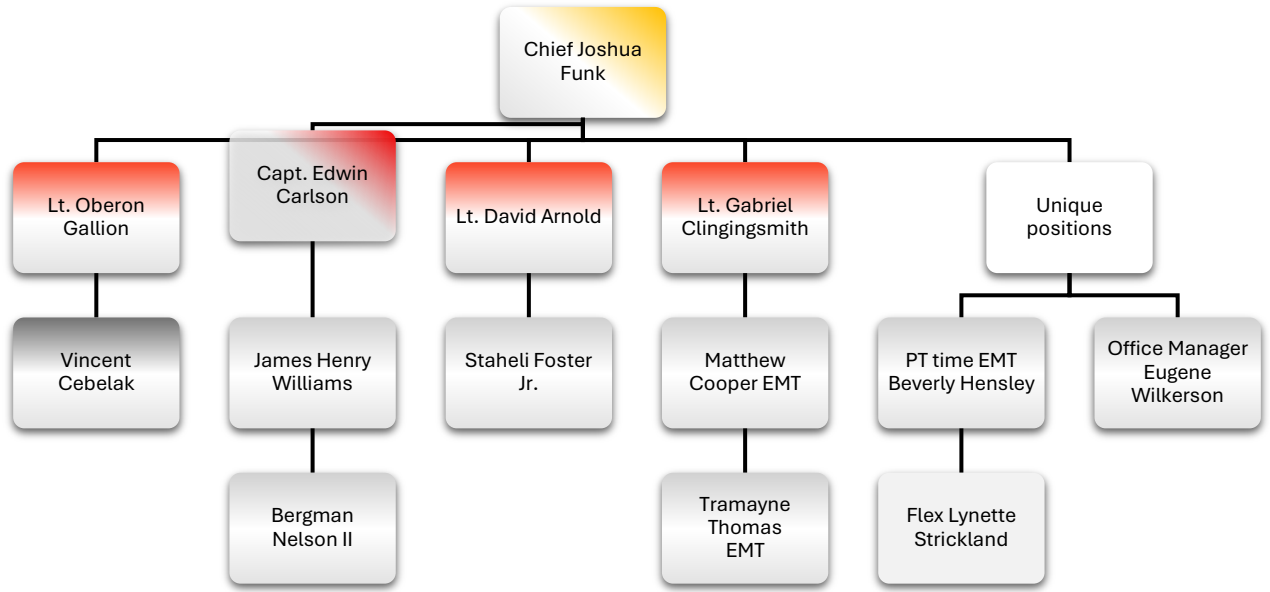 Chief Joshua
Funk
Lt. Oberon
Gallion
Capt. Edwin
Carlson
Lt. David Arnold
Lt. Gabriel
Clingingsmith
Unique
positions
Vincent
Cebelak
James Henry
Williams
Staheli Foster
Jr.
Matthew
Cooper EMT
PT time EMT
Beverly Hensley
Office Manager
Eugene
Wilkerson
Bergman
Nelson II
Tramayne
Thomas
EMT
Flex Lynette
Strickland